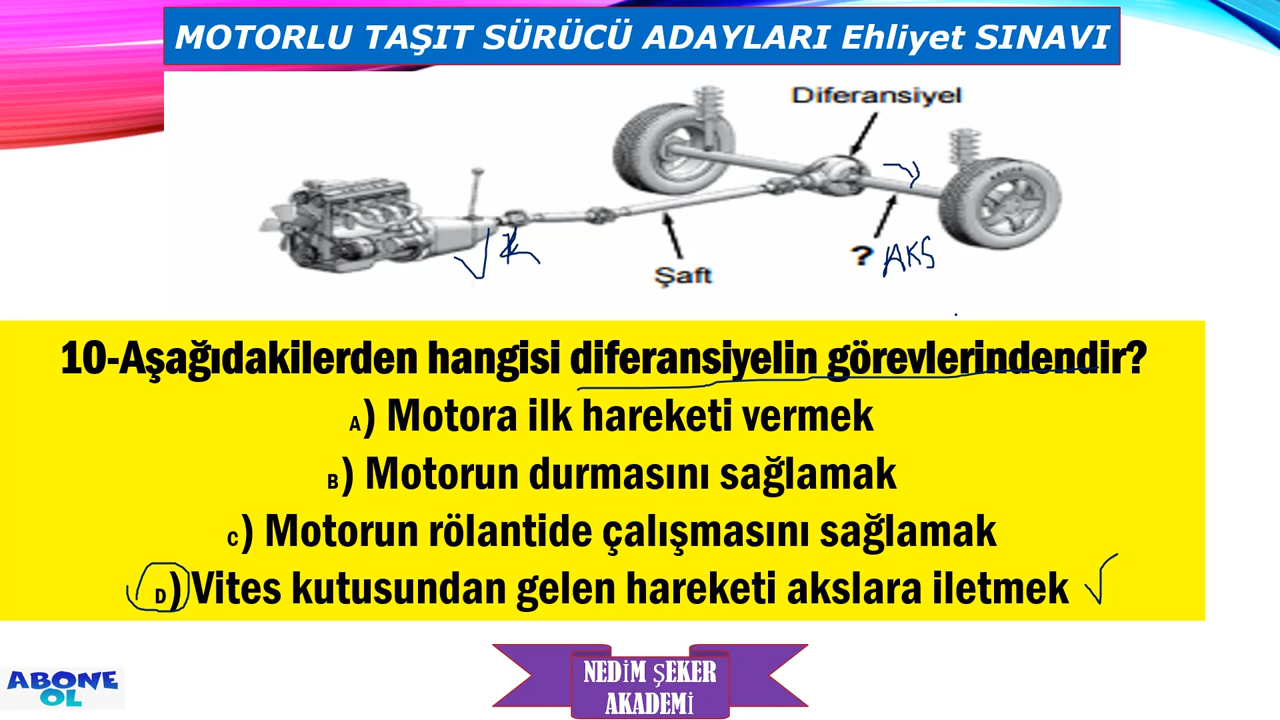 MOTORLU TAŞIT SÜRÜCÜ ADAYLARI Ehliyet SINAVI
Diferansiyel
Şaft
? AKS
10-Aşağıdakilerden hangisi diferansiyelin görevlerindendir?
A) Motora ilk hareketi vermek
B) Motorun durmasını sağlamak
C) Motorun rölantide çalışmasını sağlamak
D) Vites kutusundan gelen hareketi akslara iletmek
NEDİM ŞEKER
AKADEMİ
ABONE
OL